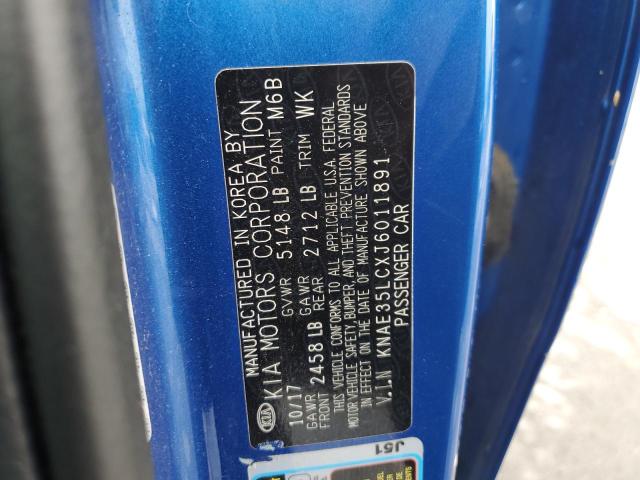 KIA
MANUFACTURED IN KOREA BY
KIA MOTORS CORPORATION
10/17 GVWR 5148 LB PAINT M6B
GAWR FRONT 2458 LB GAWR REAR 2712 LB TRIM WK
THIS VEHICLE CONFORMS TO ALL APPLICABLE U.S.A. FEDERAL
MOTOR VEHICLE SAFETY, BUMPER, AND THEFT PREVENTION STANDARDS
IN EFFECT ON THE DATE OF MANUFACTURE SHOWN ABOVE
V.I.N KNAE35LCXJ6011891
PASSENGER CAR
J51